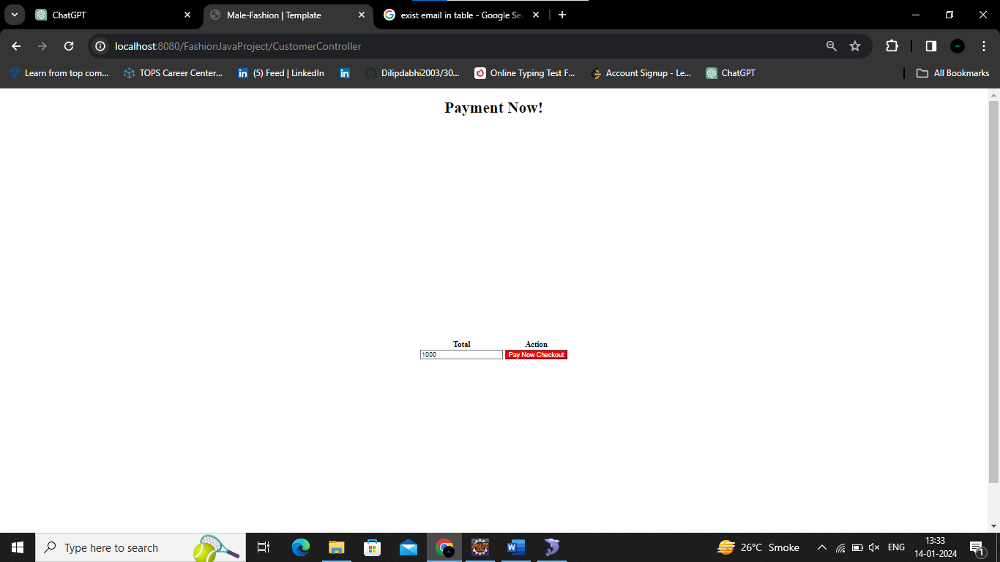 ChatGPT
Male-Fashion | Template
exist email in table - Google Se
localhost:8080/FashionJavaProject/CustomerController
Learn from top com...
TOPS Career Center...
(5) Feed | LinkedIn
Dilipdabhi2003/30...
Online Typing Test F...
Account Signup - Le...
ChatGPT
All Bookmarks
Payment Now!
Total Action
1000 Pay Now Checkout
Type here to search
26°C Smoke
ENG
13:33
14-01-2024
1